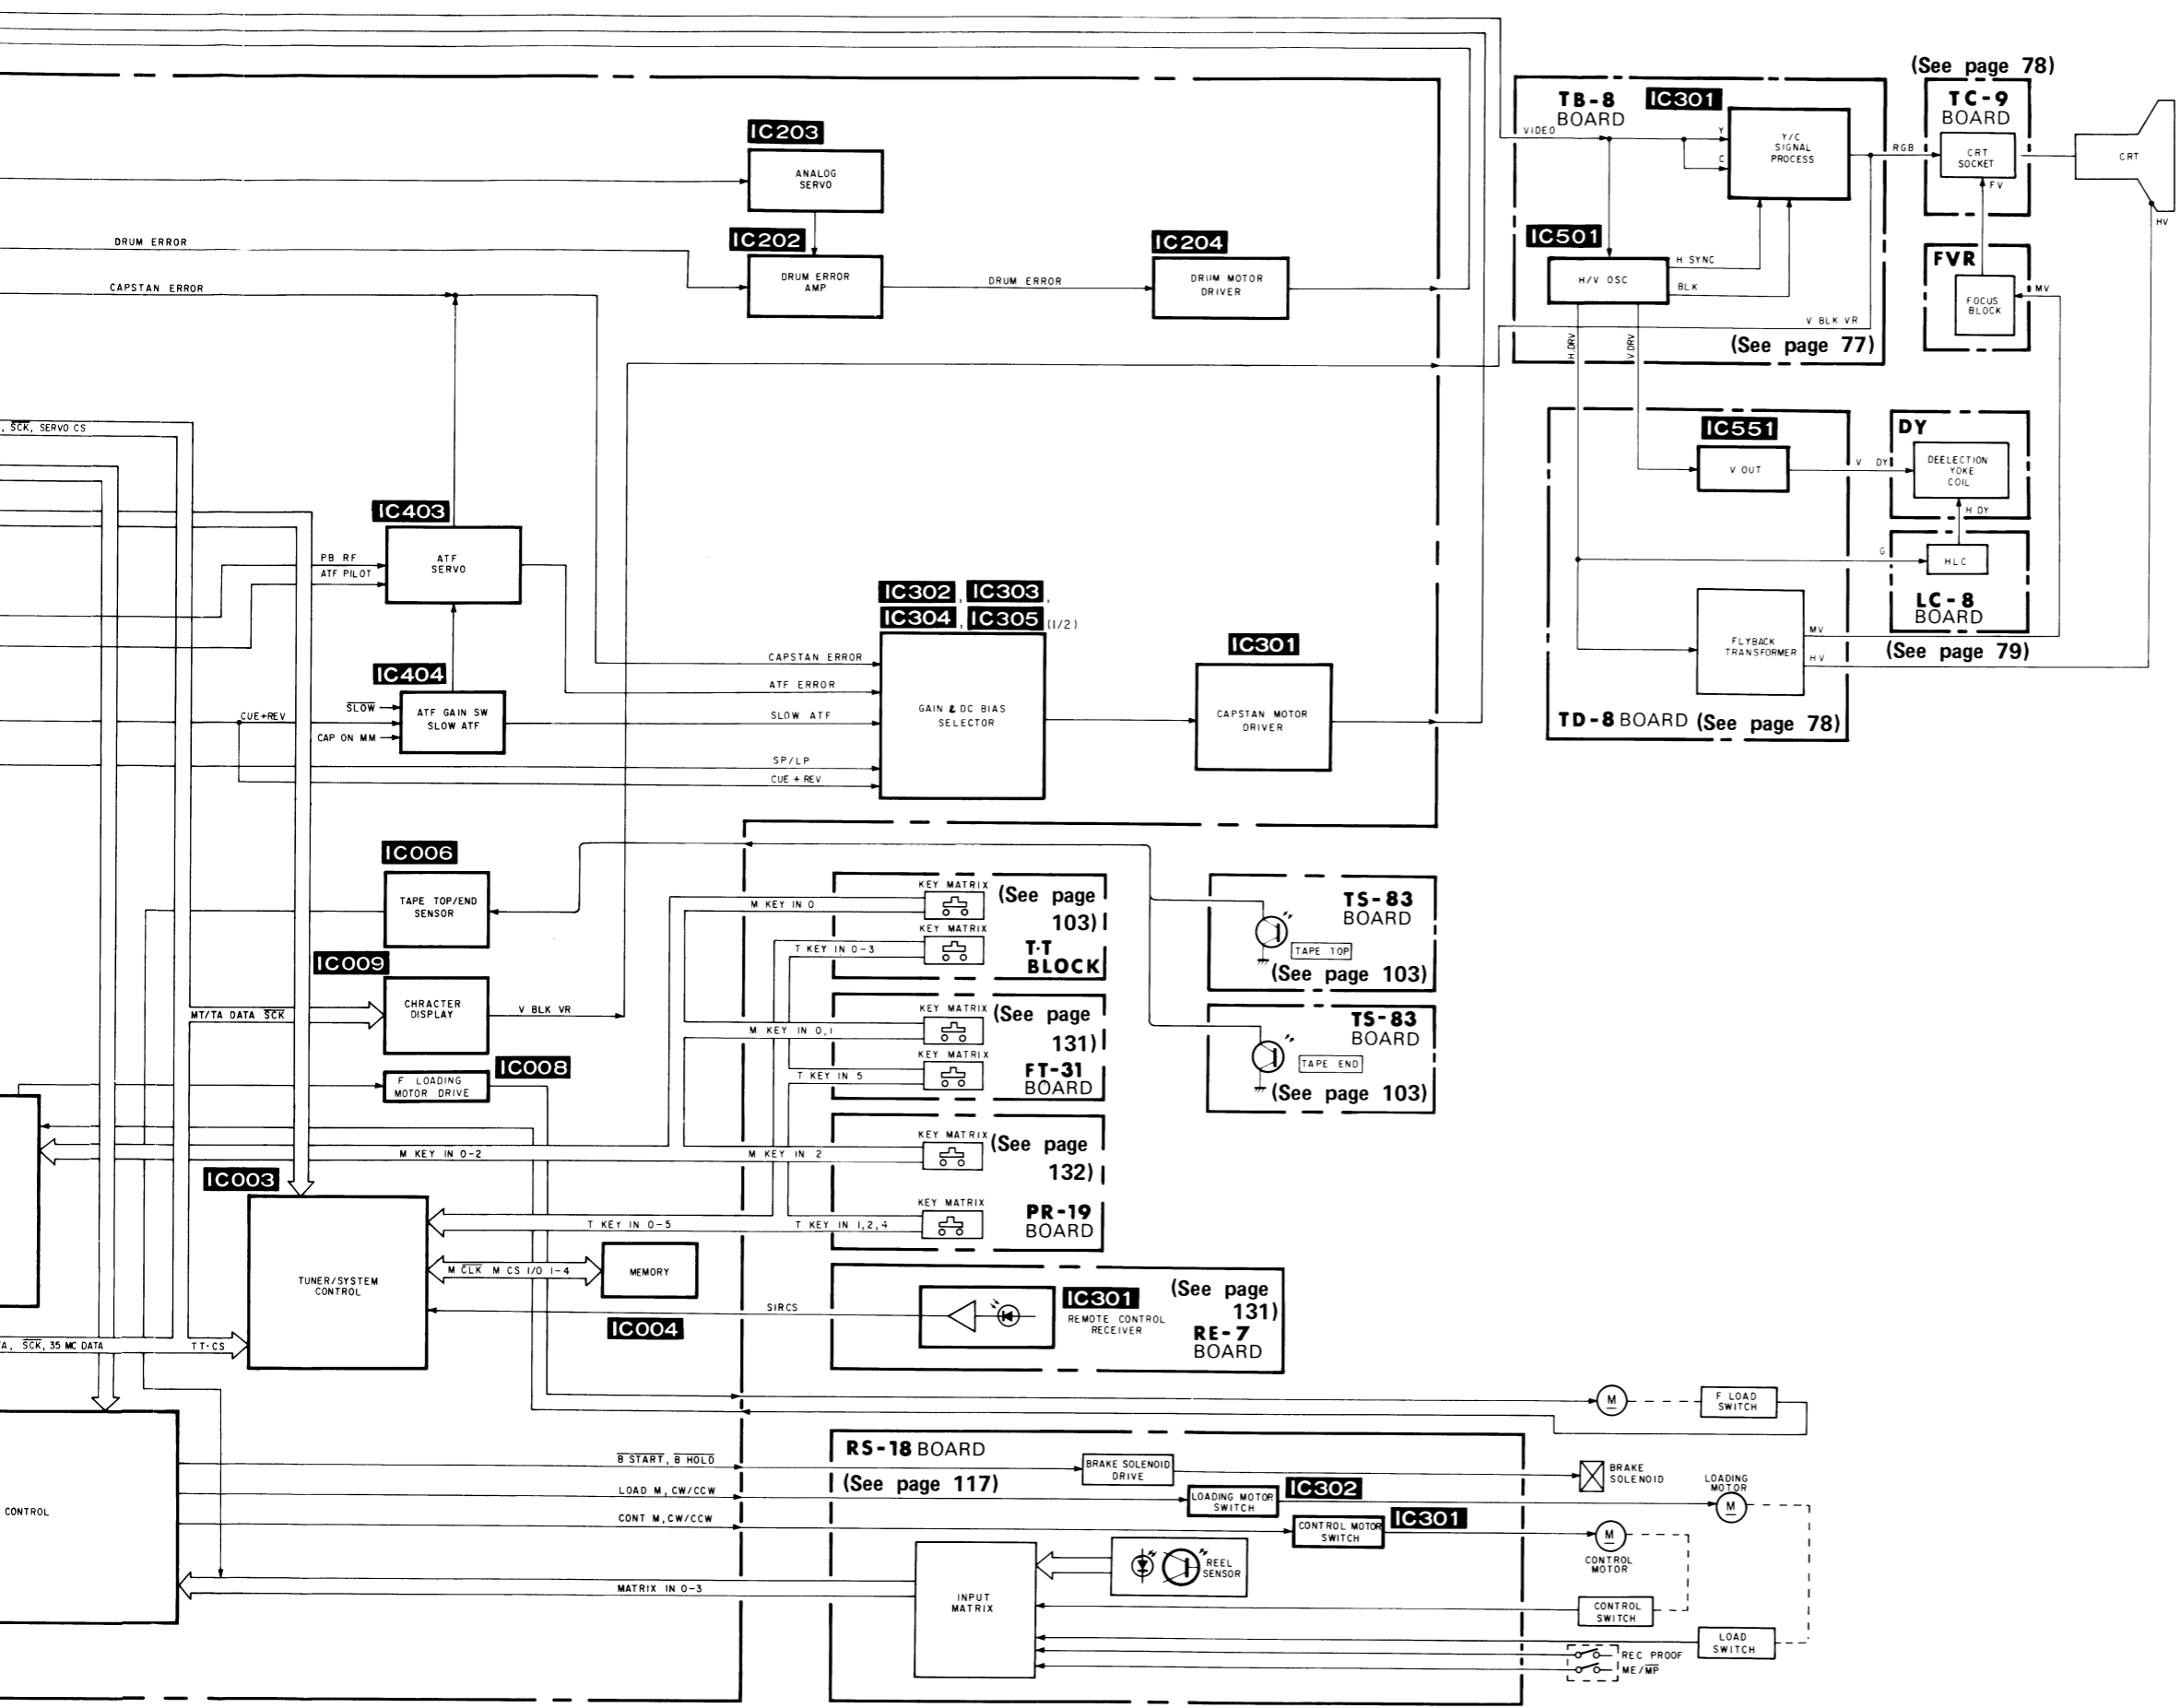 (See page 78)
TB-8
BOARD
IC301
TC-9
BOARD
VIDEO
Y
C
Y/C
SIGNAL
PROCESS
RGB
CRT
SOCKET
FV
CRT
HV
IC203
ANALOG
SERVO
DRUM ERROR
IC202
DRUM ERROR
AMP
DRUM ERROR
IC204
DRUM MOTOR
DRIVER
CAPSTAN ERROR
IC501
H/V OSC
H SYNC
BLK
FVR
MV
FOCUS
BLOCK
V BLK VR
H.DRV
V.DRV
(See page 77)
, SCK, SERVO CS
IC551
V OUT
V DY
DY
DEELECTION
YOKE
COIL
H DY
G
HLC
LC-8
BOARD
(See page 79)
FLYBACK
TRANSFORMER
MV
HV
TD-8 BOARD (See page 78)
IC403
PB RF
ATF PILOT
ATF
SERVO
IC302 , IC303 ,
IC304 , IC305 (1/2)
CAPSTAN ERROR
ATF ERROR
SLOW ATF
SP/LP
CUE + REV
GAIN & DC BIAS
SELECTOR
IC301
CAPSTAN MOTOR
DRIVER
IC404
SLOW
CUE+REV
CAP ON MM
ATF GAIN SW
SLOW ATF
IC006
TAPE TOP/END
SENSOR
IC009
MT/TA DATA SCK
CHRACTER
DISPLAY
V BLK VR
IC008
F LOADING
MOTOR DRIVE
KEY MATRIX
M KEY IN 0
(See page
103)
KEY MATRIX
T KEY IN 0-3
T·T
BLOCK
KEY MATRIX
M KEY IN 0,1
(See page
131)
KEY MATRIX
T KEY IN 5
FT-31
BOARD
KEY MATRIX
M KEY IN 0-2
M KEY IN 2
(See page
132)
KEY MATRIX
T KEY IN 0-5
T KEY IN 1,2,4
PR-19
BOARD
TS-83
BOARD
TAPE TOP
(See page 103)
TS-83
BOARD
TAPE END
(See page 103)
IC003
TUNER/SYSTEM
CONTROL
M CLK M CS I/O 1-4
MEMORY
IC004
SIRCS
IC301
REMOTE CONTROL
RECEIVER
(See page
131)
RE-7
BOARD
TA, SCK, 35 MC DATA
TT-CS
M
F LOAD
SWITCH
CONTROL
B START, B HOLD
LOAD M, CW/CCW
CONT M, CW/CCW
MATRIX IN 0-3
RS-18 BOARD
(See page 117)
BRAKE SOLENOID
DRIVE
BRAKE
SOLENOID
LOADING MOTOR
SWITCH
IC302
LOADING
MOTOR
M
CONTROL MOTOR
SWITCH
IC301
M
CONTROL
MOTOR
REEL
SENSOR
INPUT
MATRIX
CONTROL
SWITCH
LOAD
SWITCH
REC PROOF
ME/MP